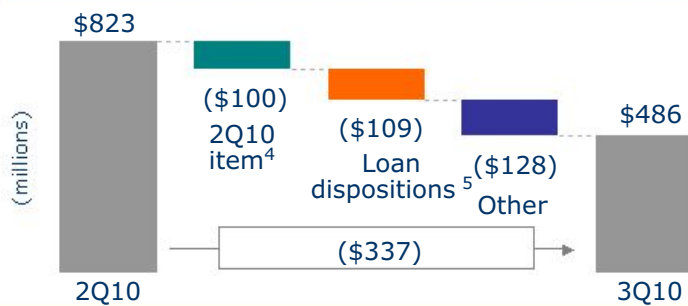 $823
($100)
2Q10
item4
($109)
Loan
dispositions 5
($128)
Other
$486
(millions)
($337)
2Q10
3Q10